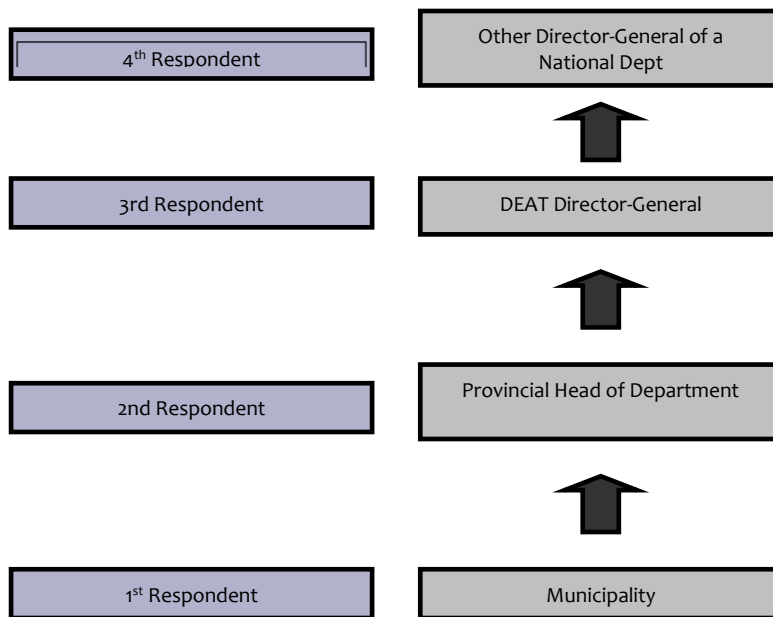 4th Respondent
Other Director-General of a
National Dept
3rd Respondent
DEAT Director-General
2nd Respondent
Provincial Head of Department
1st Respondent
Municipality